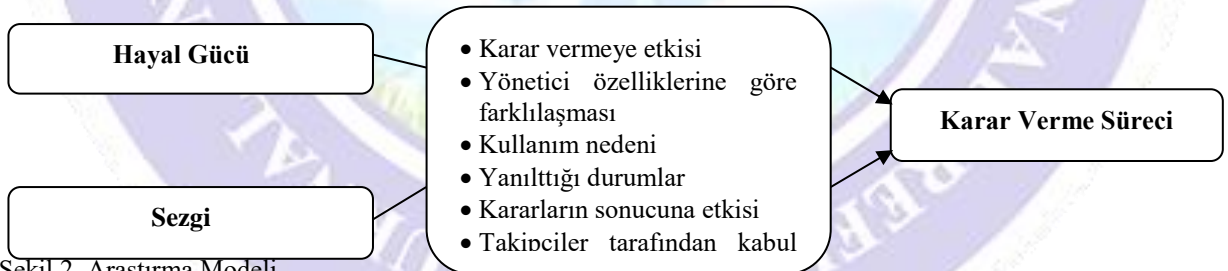 Hayal Gücü
• Karar vermeye etkisi
• Yönetici özelliklerine göre
farklılaşması
• Kullanım nedeni
• Yanılttığı durumlar
• Kararların sonucuna etkisi
• Takipçiler tarafından kabul
Sezgi
Karar Verme Süreci
Şekil 2. Araştırma Modeli